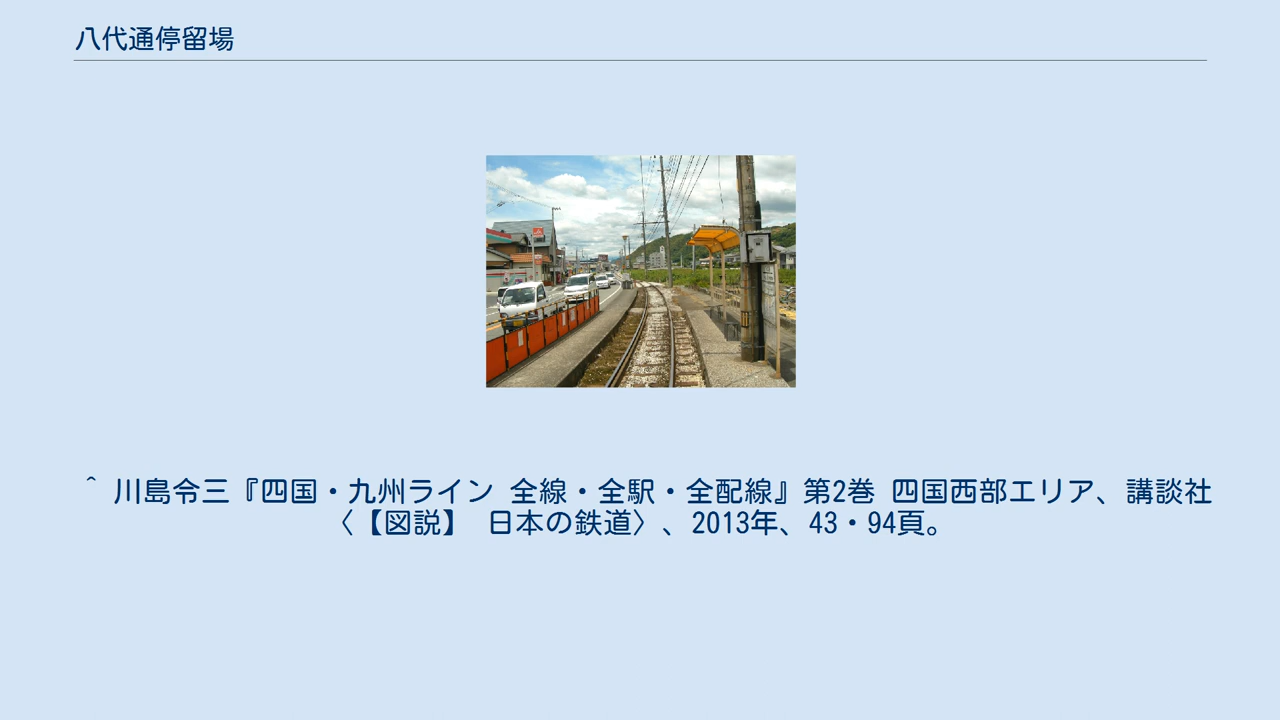 八代通停留場
^ 川島令三『四国・九州ライン 全線・全駅・全配線』第2巻 四国西部エリア、講談社
〈【図説】 日本の鉄道〉、2013年、43・94頁。